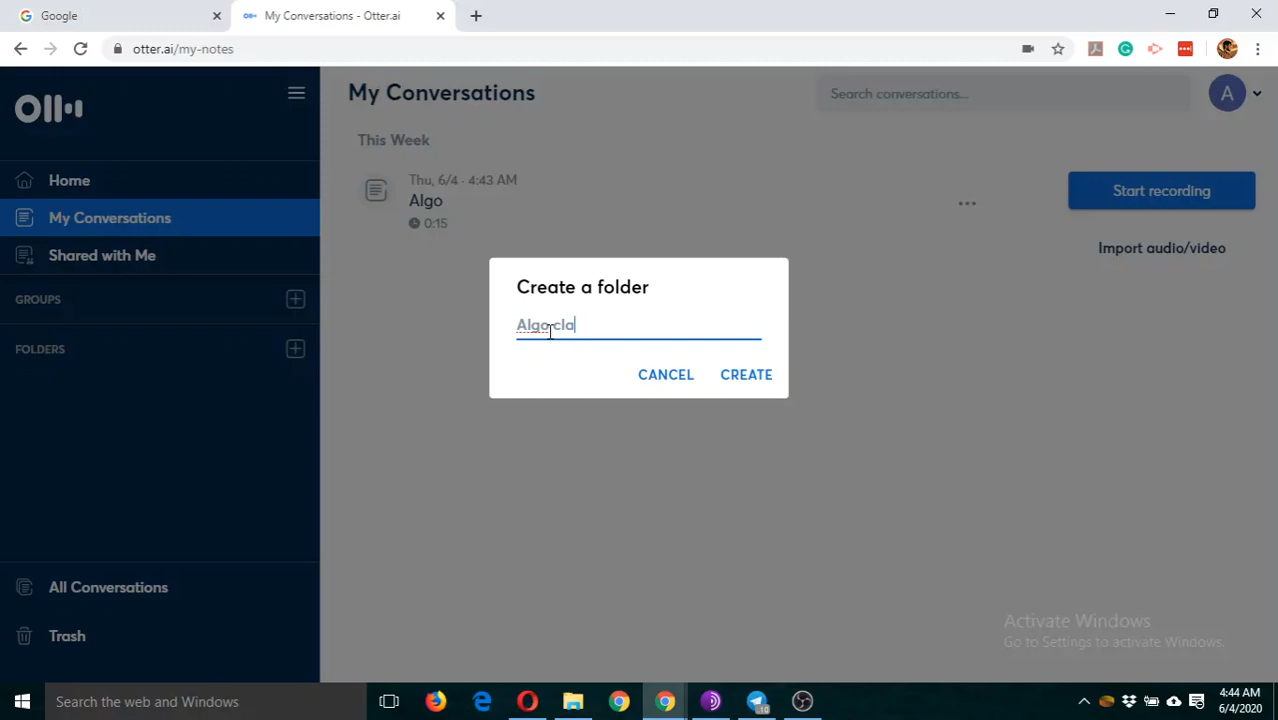 Google
My Conversations - Otter.ai
otter.ai/my-notes
My Conversations
Search conversations...
A
This Week
Home
My Conversations
Shared with Me
GROUPS
FOLDERS
Thu, 6/4 · 4:43 AM
Algo
0:15
Start recording
Import audio/video
Create a folder
Algo cla
CANCEL
CREATE
All Conversations
Trash
Activate Windows
Go to Settings to activate Windows.
Search the web and Windows
10
4:44 AM
6/4/2020